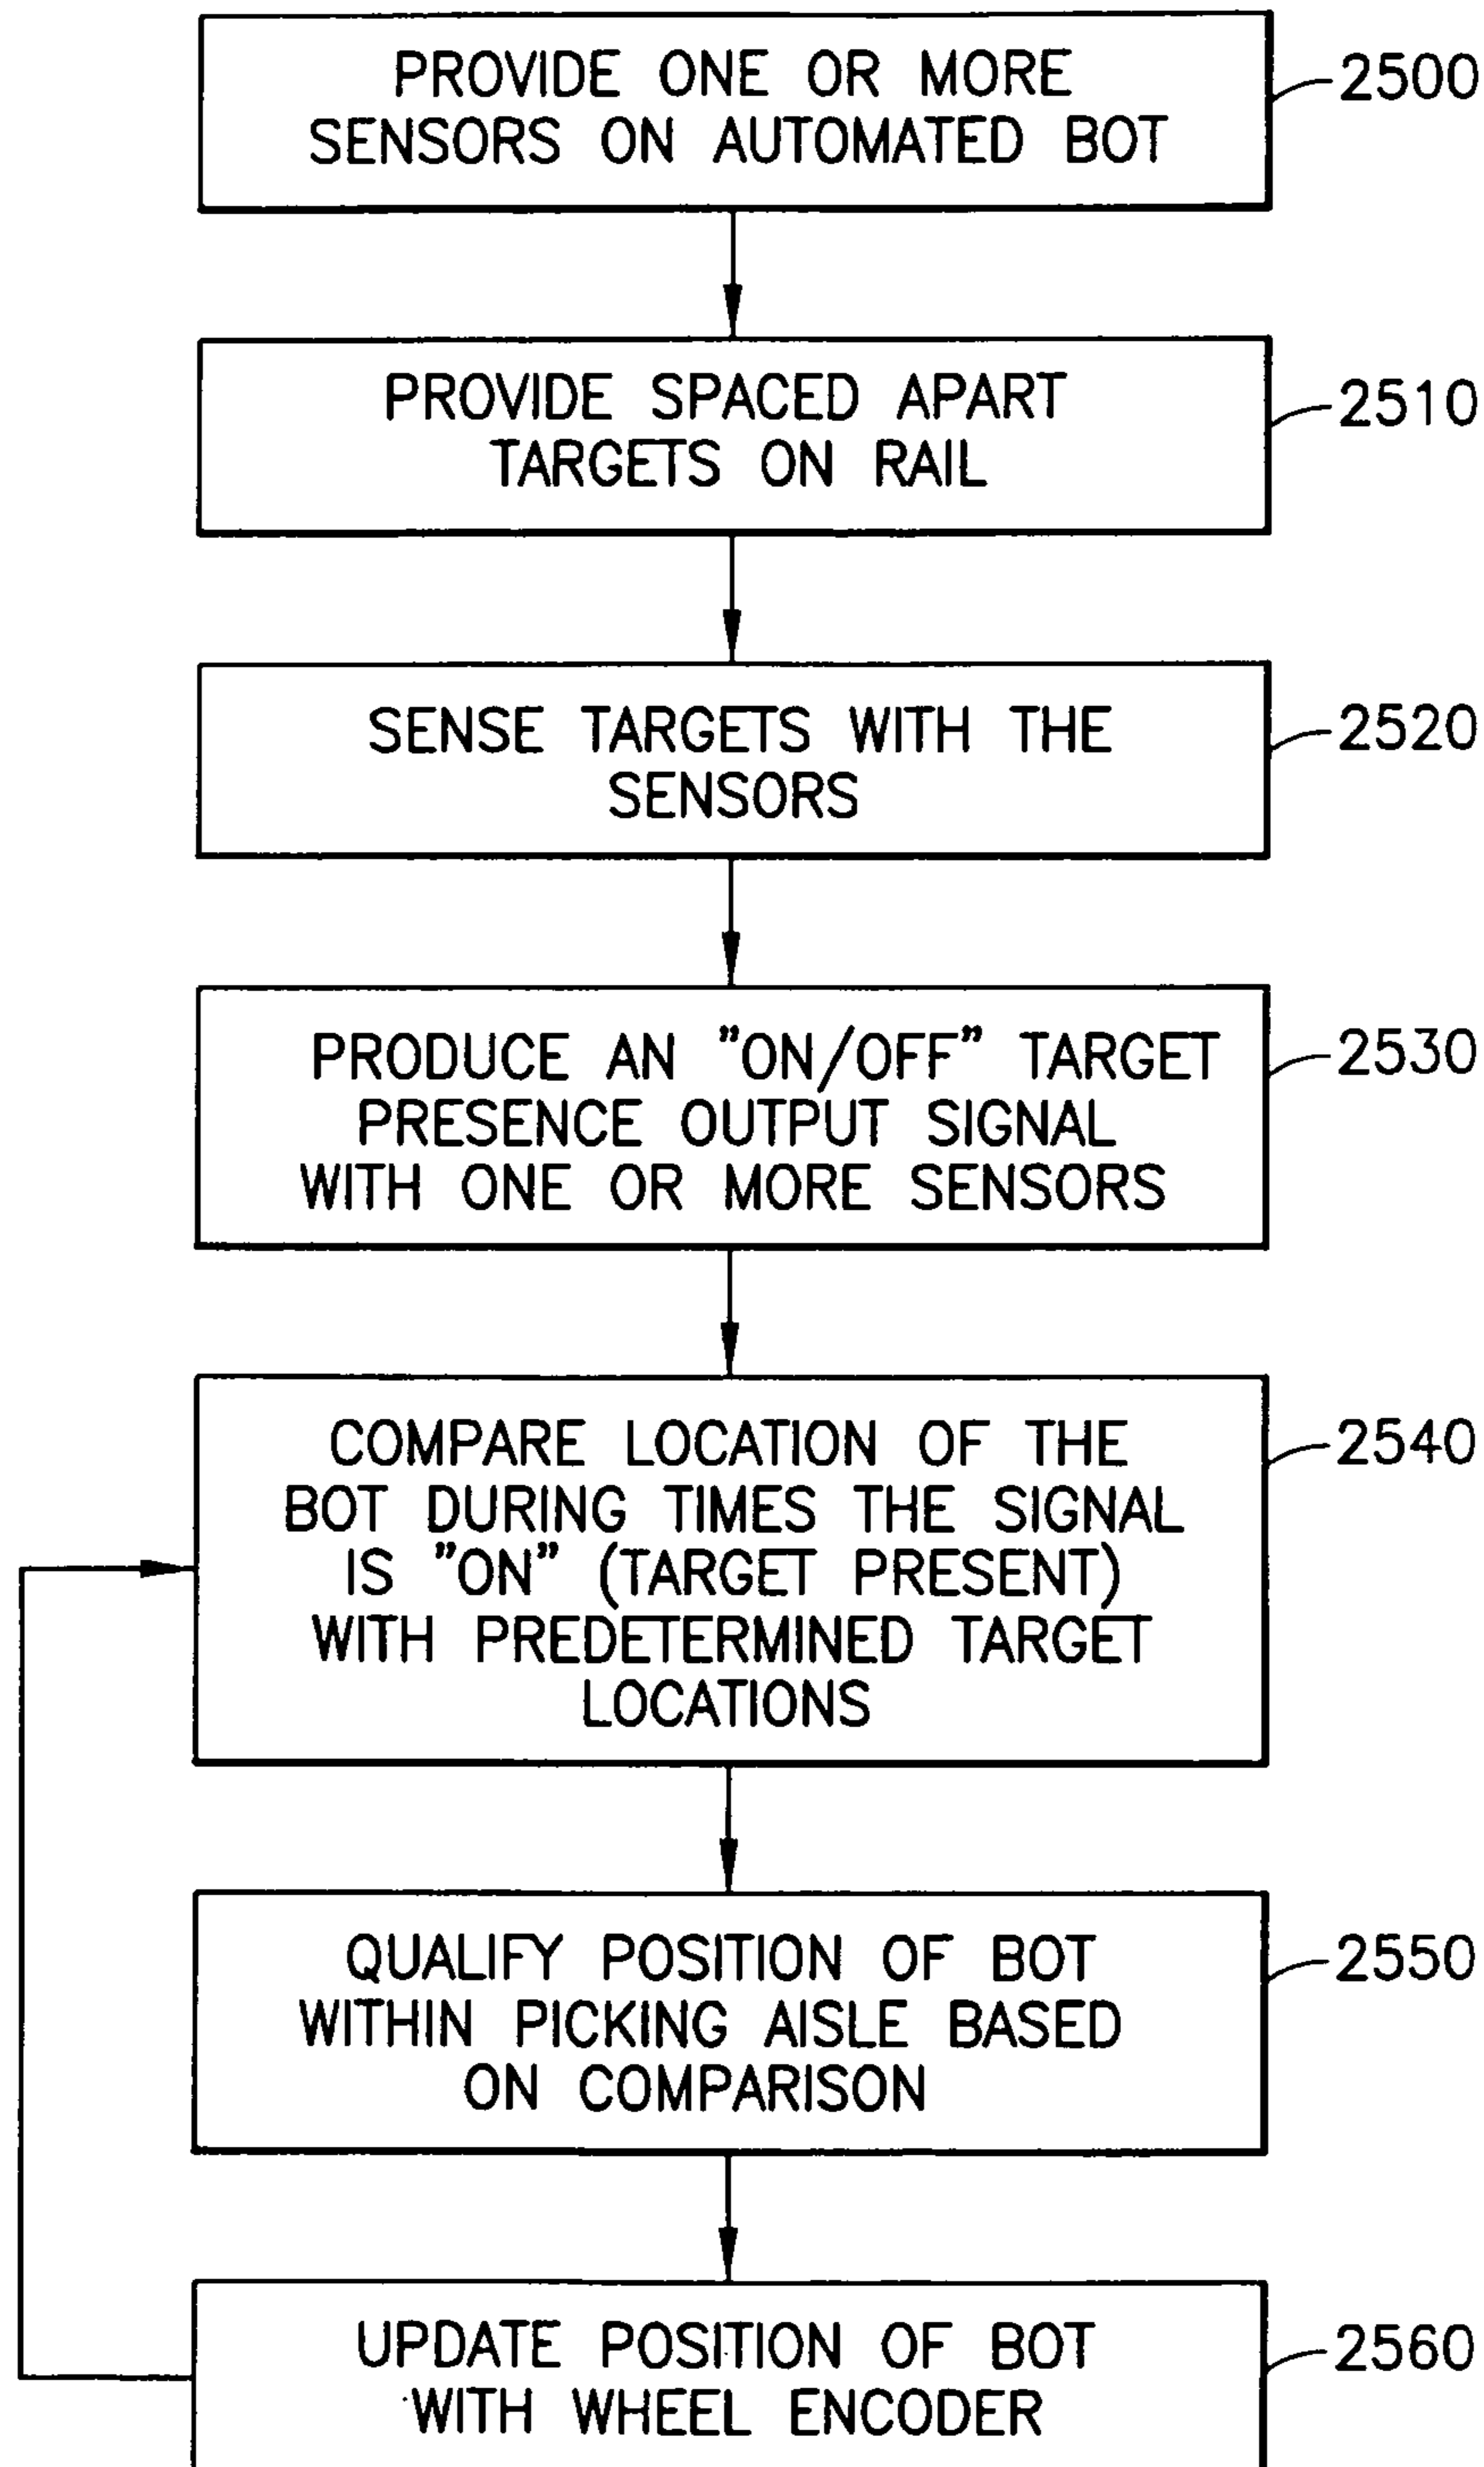 PROVIDE ONE OR MORE
SENSORS ON AUTOMATED BOT
2500
PROVIDE SPACED APART
TARGETS ON RAIL
2510
SENSE TARGETS WITH THE
SENSORS
2520
PRODUCE AN "ON/OFF" TARGET
PRESENCE OUTPUT SIGNAL
WITH ONE OR MORE SENSORS
2530
COMPARE LOCATION OF THE
BOT DURING TIMES THE SIGNAL
IS "ON" (TARGET PRESENT)
WITH PREDETERMINED TARGET
LOCATIONS
2540
QUALIFY POSITION OF BOT
WITHIN PICKING AISLE BASED
ON COMPARISON
2550
UPDATE POSITION OF BOT
WITH WHEEL ENCODER
2560